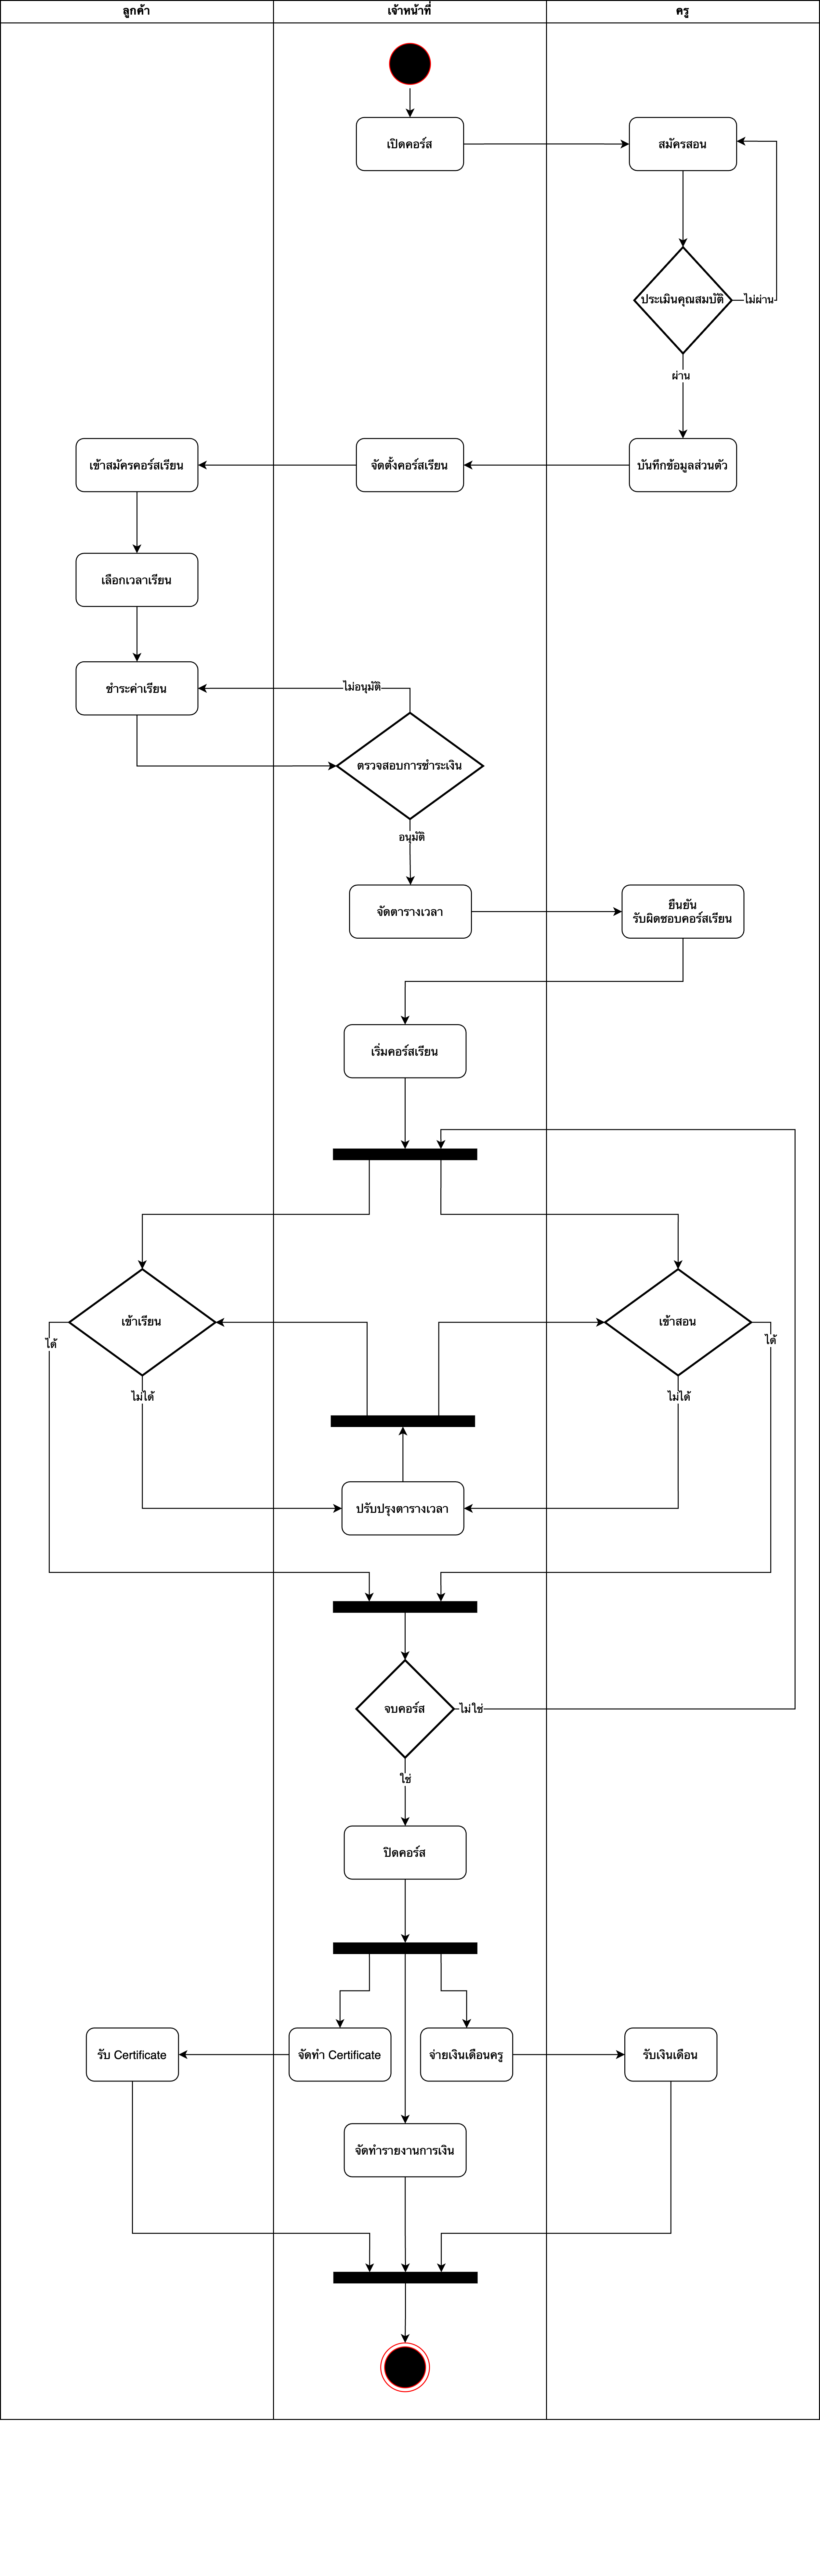 ลูกค้า
เจ้าหน้าที่
ครู
เปิดคอร์ส
สมัครสอน
ประเมินคุณสมบัติ
ไม่ผ่าน
ผ่าน
เข้าสมัครคอร์สเรียน
จัดตั้งคอร์สเรียน
บันทึกข้อมูลส่วนตัว
เลือกเวลาเรียน
ชำระค่าเรียน
ไม่อนุมัติ
ตรวจสอบการชำระเงิน
อนุมัติ
จัดตารางเวลา
ยืนยัน
รับผิดชอบคอร์สเรียน
เริ่มคอร์สเรียน
เข้าเรียน
เข้าสอน
ได้
ได้
ไม่ได้
ไม่ได้
ปรับปรุงตารางเวลา
จบคอร์ส
ไม่ใช่
ใช่
ปิดคอร์ส
รับ Certificate
จัดทำ Certificate
จ่ายเงินเดือนครู
รับเงินเดือน
จัดทำรายงานการเงิน